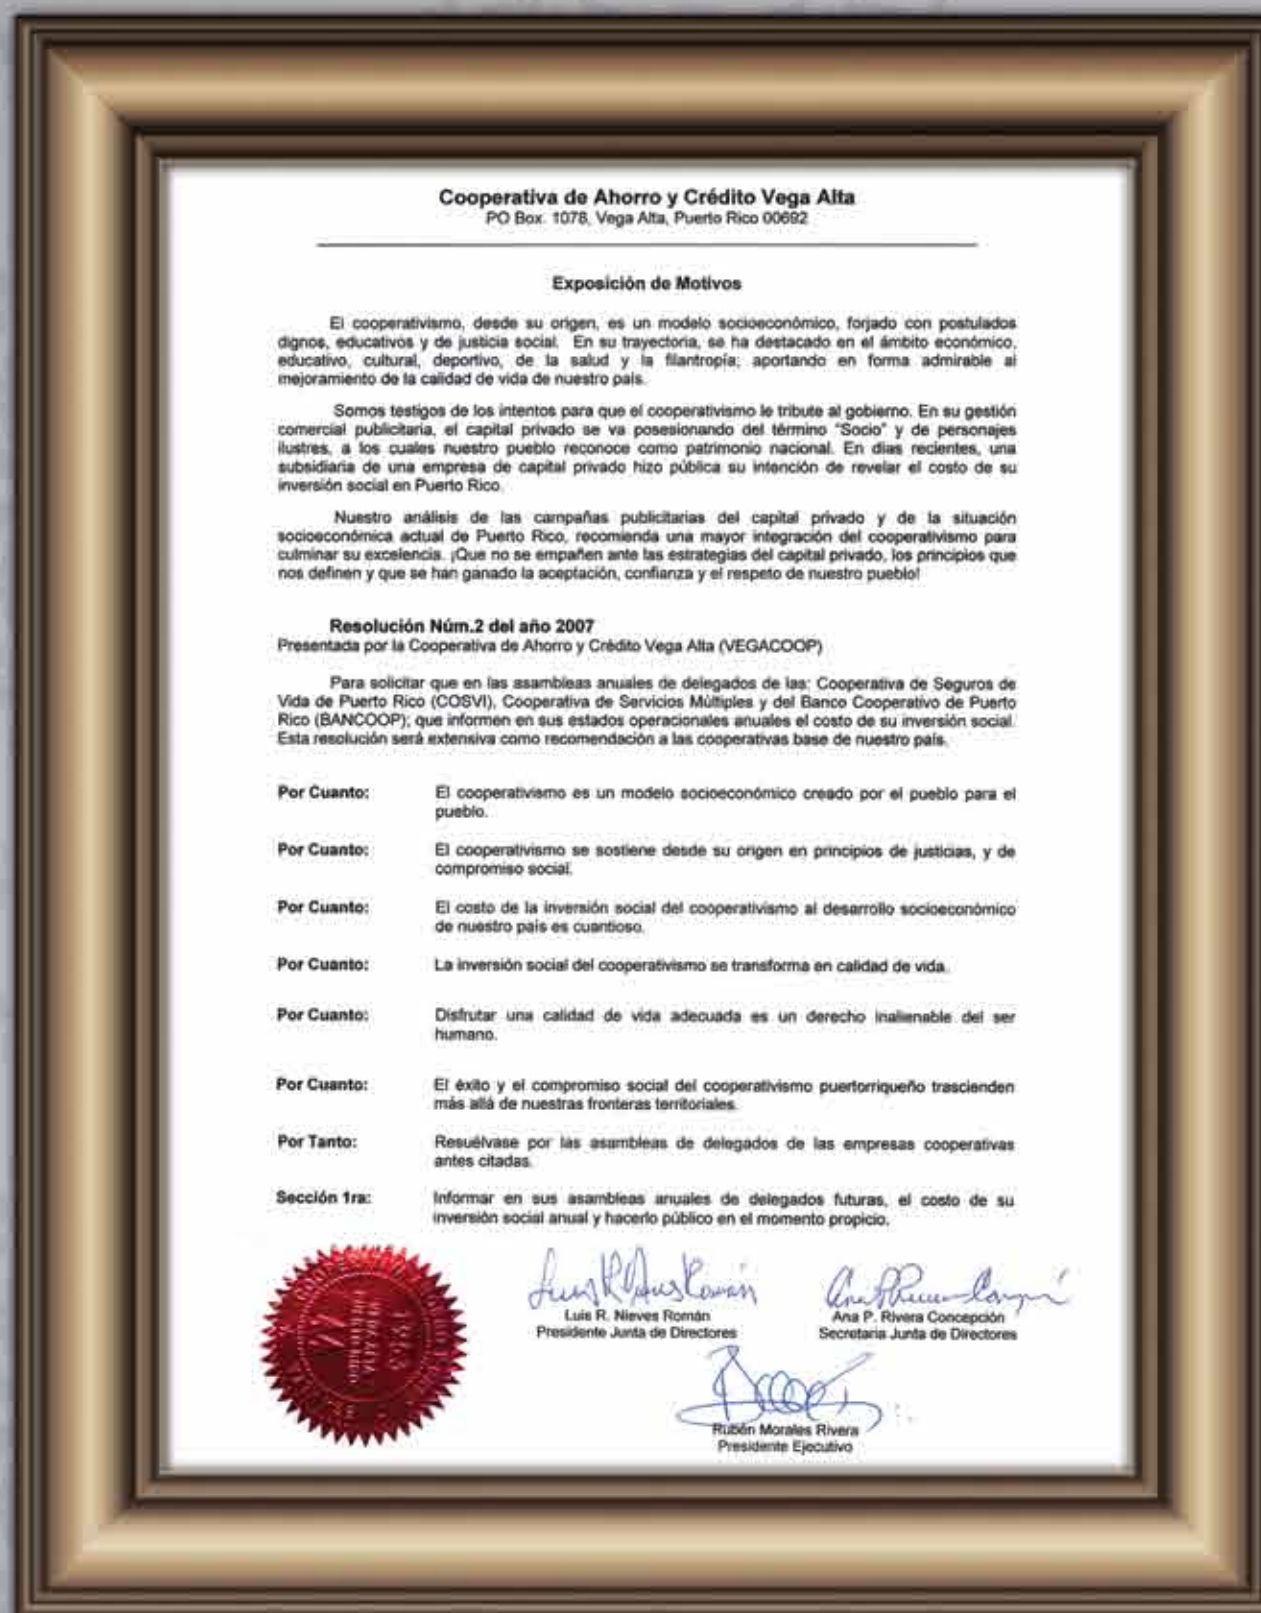 Cooperativa de Ahorro y Crédito Vega Alta
PO Box. 1078, Vega Alta, Puerto Rico 00692
Exposición de Motivos
El cooperativismo, desde su origen, es un modelo socioeconómico, forjado con postulados
dignos, educativos y de justicia social. En su trayectoria, se ha destacado en el ámbito económico,
educativo, cultural, deportivo, de la salud y la filantropía; aportando en forma admirable al
mejoramiento de la calidad de vida de nuestro país.
Somos testigos de los intentos para que el cooperativismo le tribute al gobierno. En su gestión
comercial publicitaria, el capital privado se va posesionando del término "Socio" y de personajes
ilustres, a los cuales nuestro pueblo reconoce como patrimonio nacional. En días recientes, una
subsidiaria de una empresa de capital privado hizo pública su intención de revelar el costo de su
inversión social en Puerto Rico.
Nuestro análisis de las campañas publicitarias del capital privado y de la situación
socioeconómica actual de Puerto Rico, recomienda una mayor integración del cooperativismo para
culminar su excelencia. ¡Que no se empañen ante las estrategias del capital privado, los principios que
nos definen y que se han ganado la aceptación, confianza y el respeto de nuestro pueblo!
Resolución Núm.2 del año 2007
Presentada por la Cooperativa de Ahorro y Crédito Vega Alta (VEGACOOP)
Para solicitar que en las asambleas anuales de delegados de las: Cooperativa de Seguros de
Vida de Puerto Rico (COSVI), Cooperativa de Servicios Múltiples y del Banco Cooperativo de Puerto
Rico (BANCOOP); que informen en sus estados operacionales anuales el costo de su inversión social.
Esta resolución será extensiva como recomendación a las cooperativas base de nuestro país.
Por Cuanto: El cooperativismo es un modelo socioeconómico creado por el pueblo para el
pueblo.
Por Cuanto: El cooperativismo se sostiene desde su origen en principios de justicias, y de
compromiso social.
Por Cuanto: El costo de la inversión social del cooperativismo al desarrollo socioeconómico
de nuestro país es cuantioso.
Por Cuanto: La inversión social del cooperativismo se transforma en calidad de vida.
Por Cuanto: Disfrutar una calidad de vida adecuada es un derecho inalienable del ser
humano.
Por Cuanto: El éxito y el compromiso social del cooperativismo puertorriqueño trascienden
más allá de nuestras fronteras territoriales.
Por Tanto: Resuélvase por las asambleas de delegados de las empresas cooperativas
antes citadas.
Sección 1ra: Informar en sus asambleas anuales de delegados futuras, el costo de su
inversión social anual y hacerlo público en el momento propicio.
Luis R. Nieves Román
Presidente Junta de Directores
Ana P. Rivera Concepción
Secretaria Junta de Directores
Rubén Morales Rivera
Presidente Ejecutivo